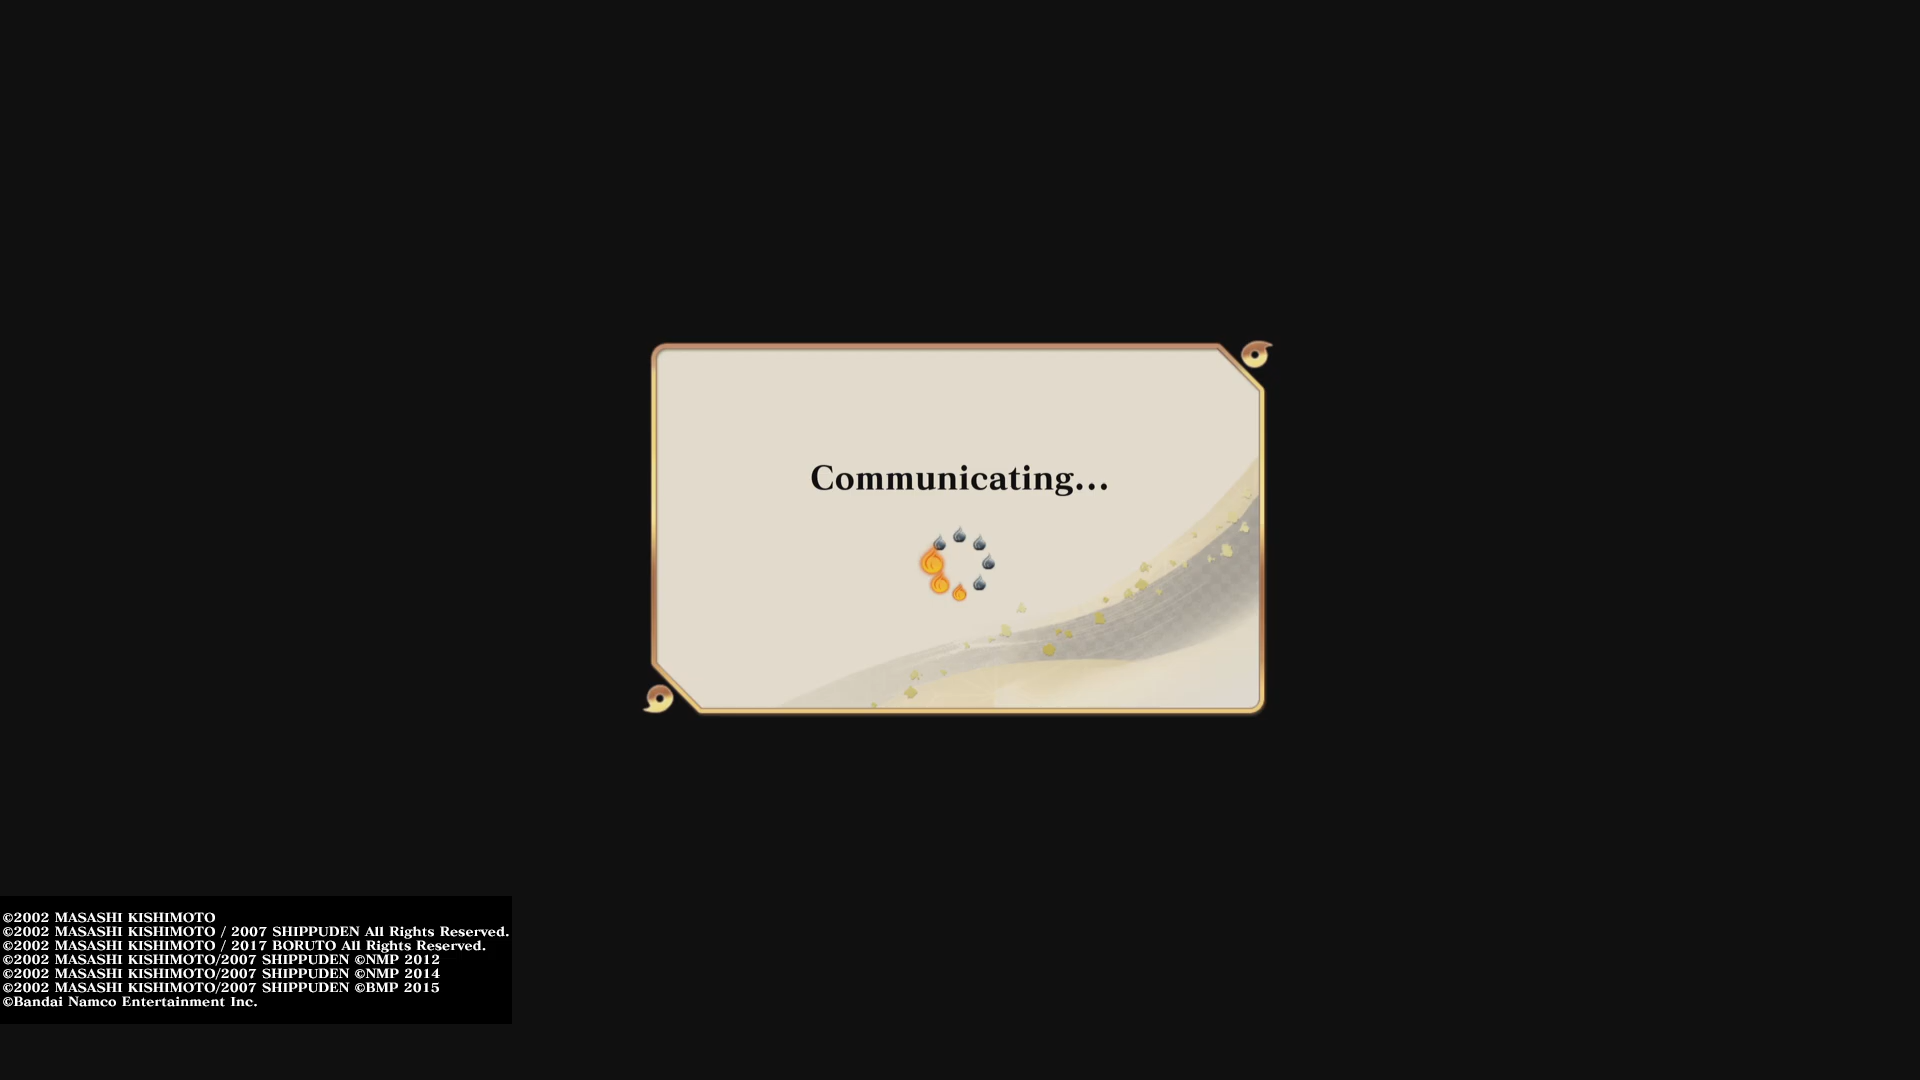 Communicating...
©2002 MASASHI KISHIMOTO
©2002 MASASHI KISHIMOTO / 2007 SHIPPUDEN All Rights Reserved.
©2002 MASASHI KISHIMOTO / 2017 BORUTO All Rights Reserved.
©2002 MASASHI KISHIMOTO/2007 SHIPPUDEN ©NMP 2012
©2002 MASASHI KISHIMOTO/2007 SHIPPUDEN ©NMP 2014
©2002 MASASHI KISHIMOTO/2007 SHIPPUDEN ©BMP 2015
©Bandai Namco Entertainment Inc.